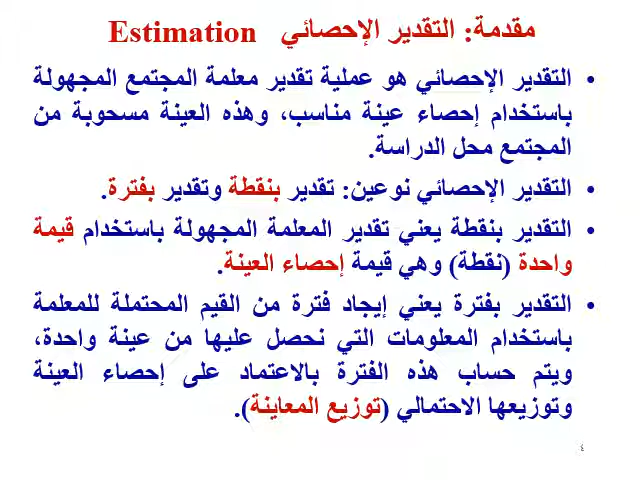 مقدمة: التقدير الإحصائي Estimation
• التقدير الإحصائي هو عملية تقدير معلمة المجتمع المجهولة
باستخدام إحصاء عينة مناسب، وهذه العينة مسحوبة من
المجتمع محل الدراسة.
• التقدير الإحصائي نوعين: تقدير بنقطة وتقدير بفترة.
• التقدير بنقطة يعني تقدير المعلمة المجهولة باستخدام قيمة
واحدة (نقطة) وهي قيمة إحصاء العينة.
• التقدير بفترة يعني إيجاد فترة من القيم المحتملة للمعلمة
باستخدام المعلومات التي نحصل عليها من عينة واحدة،
ويتم حساب هذه الفترة بالاعتماد على إحصاء العينة
وتوزيعها الاحتمالي (توزيع المعاينة).
٤